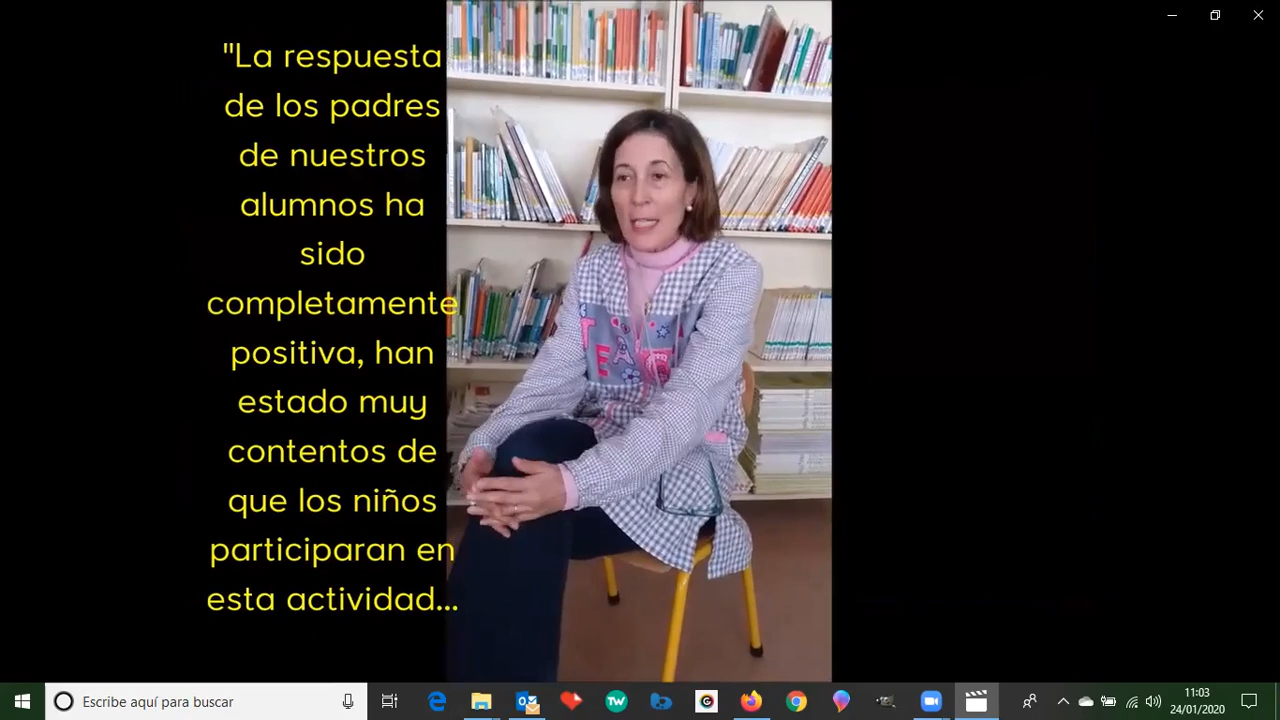 "La respuesta
de los padres
de nuestros
alumnos ha
sido
completamente
positiva, han
estado muy
contentos de
que los niños
participaran en
esta actividad...
Escribe aquí para buscar
TW
11:03
24/01/2020